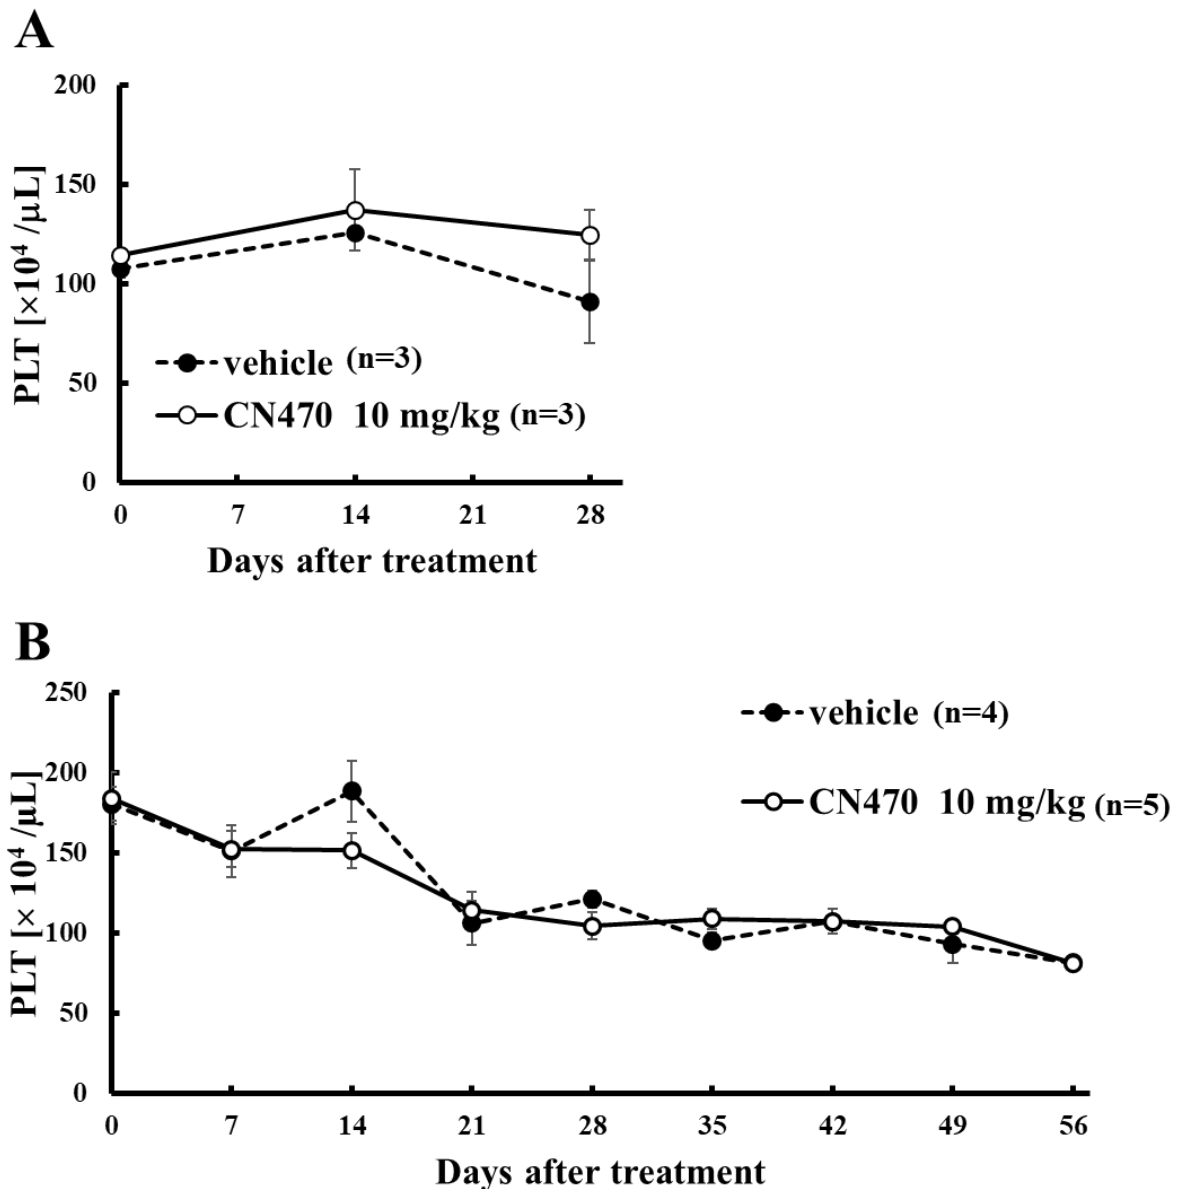 A
200
150
100
50
0
PLT [×10⁴ /μL]
vehicle (n=3)
CN470 10 mg/kg (n=3)
0 7 14 21 28
Days after treatment
B
250
200
150
100
50
0
PLT [× 10⁴ /μL]
vehicle (n=4)
CN470 10 mg/kg (n=5)
0 7 14 21 28 35 42 49 56
Days after treatment